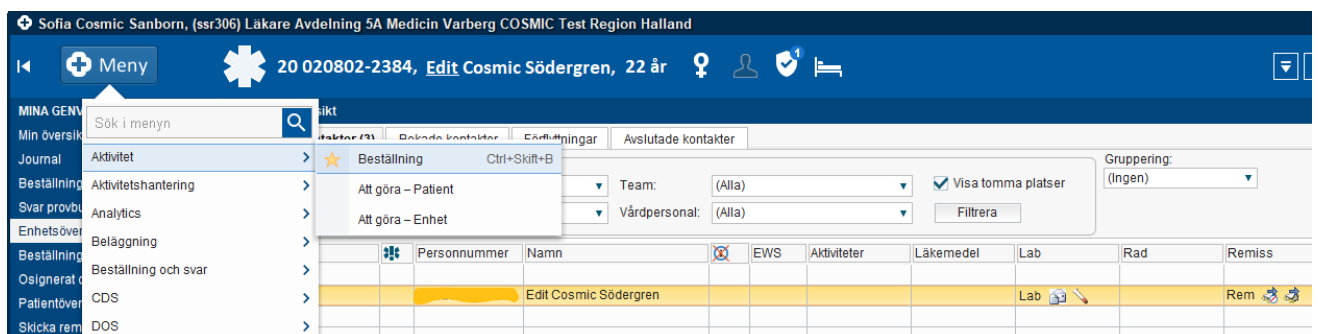 Sofia Cosmic Sanborn, (ssr306) Läkare Avdelning 5A Medicin Varberg COSMIC Test Region Halland
Meny
20 020802-2384, Edit Cosmic Södergren, 22 år
1
MINA GENV
sikt
Sök i menyn
Min översik
Bokade kontakter
Förflyttningar
Avslutade kontakter
Journal
Aktivitet
Beställning Ctrl+Skift+B
Gruppering:
Beställning
Aktivitetshantering
Att göra – Patient
Team: (Alla)
Visa tomma platser
(Ingen)
Svar provbu
Analytics
Att göra – Enhet
Vårdpersonal: (Alla)
Filtrera
Enhetsöver
Beläggning
Beställning
Personnummer Namn EWS Aktiviteter Läkemedel Lab Rad Remiss
Beställning och svar
Osignerat
Patientöver
CDS
Edit Cosmic Södergren Lab Rem
Skicka rem
DOS